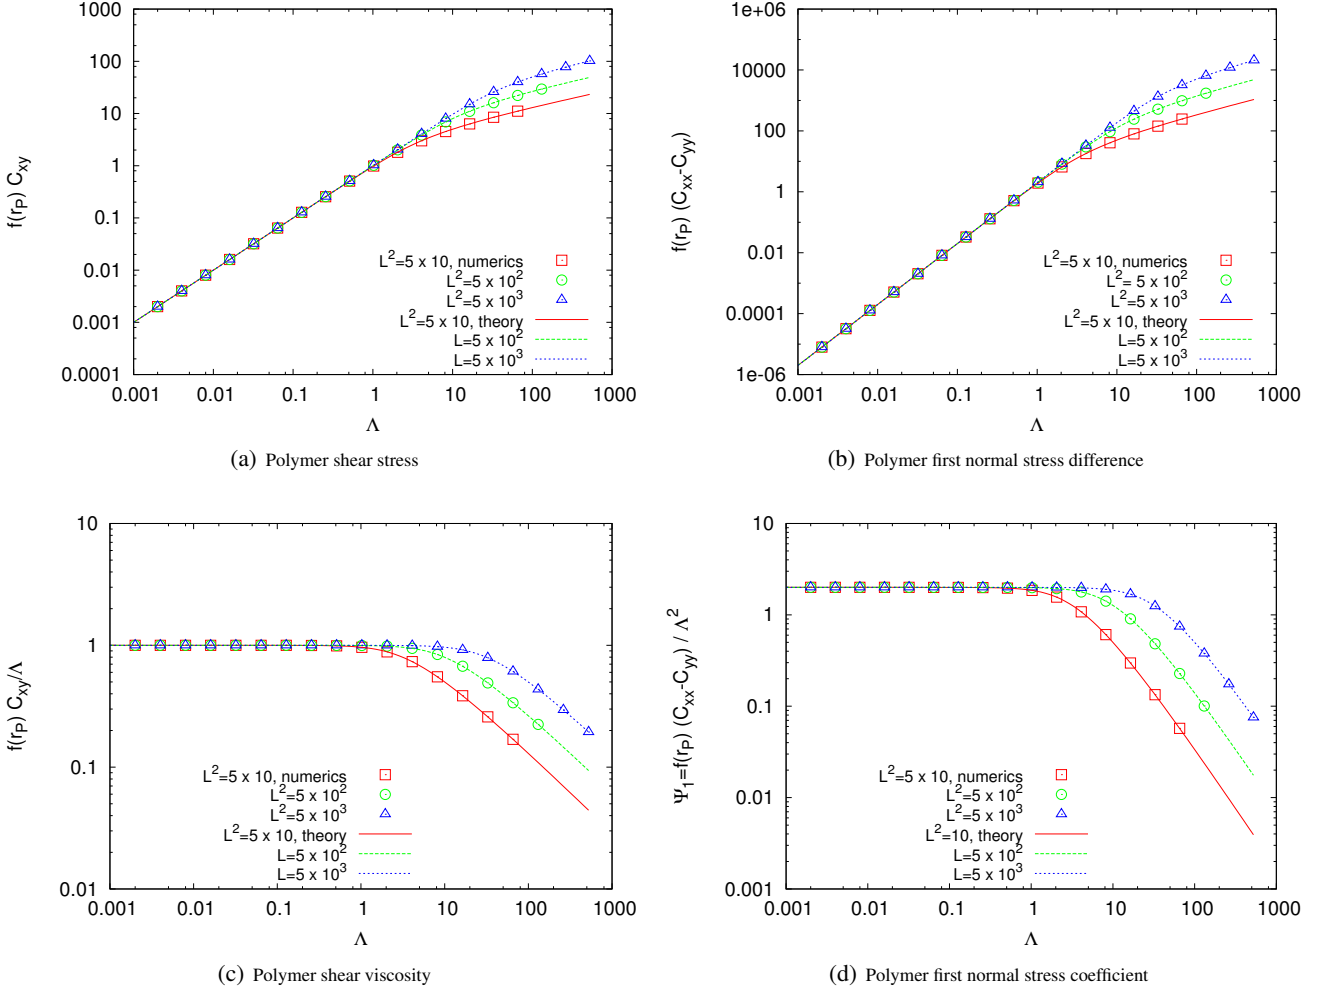 1000
100
10
1
0.1
0.01
0.001
0.0001
f(r_P) C_xy
L^2=5 x 10, numerics
L^2=5 x 10^2
L^2=5 x 10^3
L^2=5 x 10, theory
L=5 x 10^2
L=5 x 10^3
0.001 0.01 0.1 1 10 100 1000
Λ
(a) Polymer shear stress
1e+06
10000
100
1
0.01
0.0001
1e-06
f(r_P) (C_xx-C_yy)
L^2=5 x 10, numerics
L^2= 5 x 10^2
L^2=5 x 10^3
L^2=5 x 10, theory
L=5 x 10^2
L=5 x 10^3
0.001 0.01 0.1 1 10 100 1000
Λ
(b) Polymer first normal stress difference
10
1
0.1
0.01
f(r_P) C_xy/Λ
L^2=5 x 10, numerics
L^2=5 x 10^2
L^2=5 x 10^3
L^2=5 x 10, theory
L=5 x 10^2
L=5 x 10^3
0.001 0.01 0.1 1 10 100 1000
Λ
(c) Polymer shear viscosity
10
1
0.1
0.01
0.001
Ψ_1=f(r_P) (C_xx-C_yy) / Λ^2
L^2=5 x 10, numerics
L^2=5 x 10^2
L^2=5 x 10^3
L^2=10, theory
L=5 x 10^2
L=5 x 10^3
0.001 0.01 0.1 1 10 100 1000
Λ
(d) Polymer first normal stress coefficient